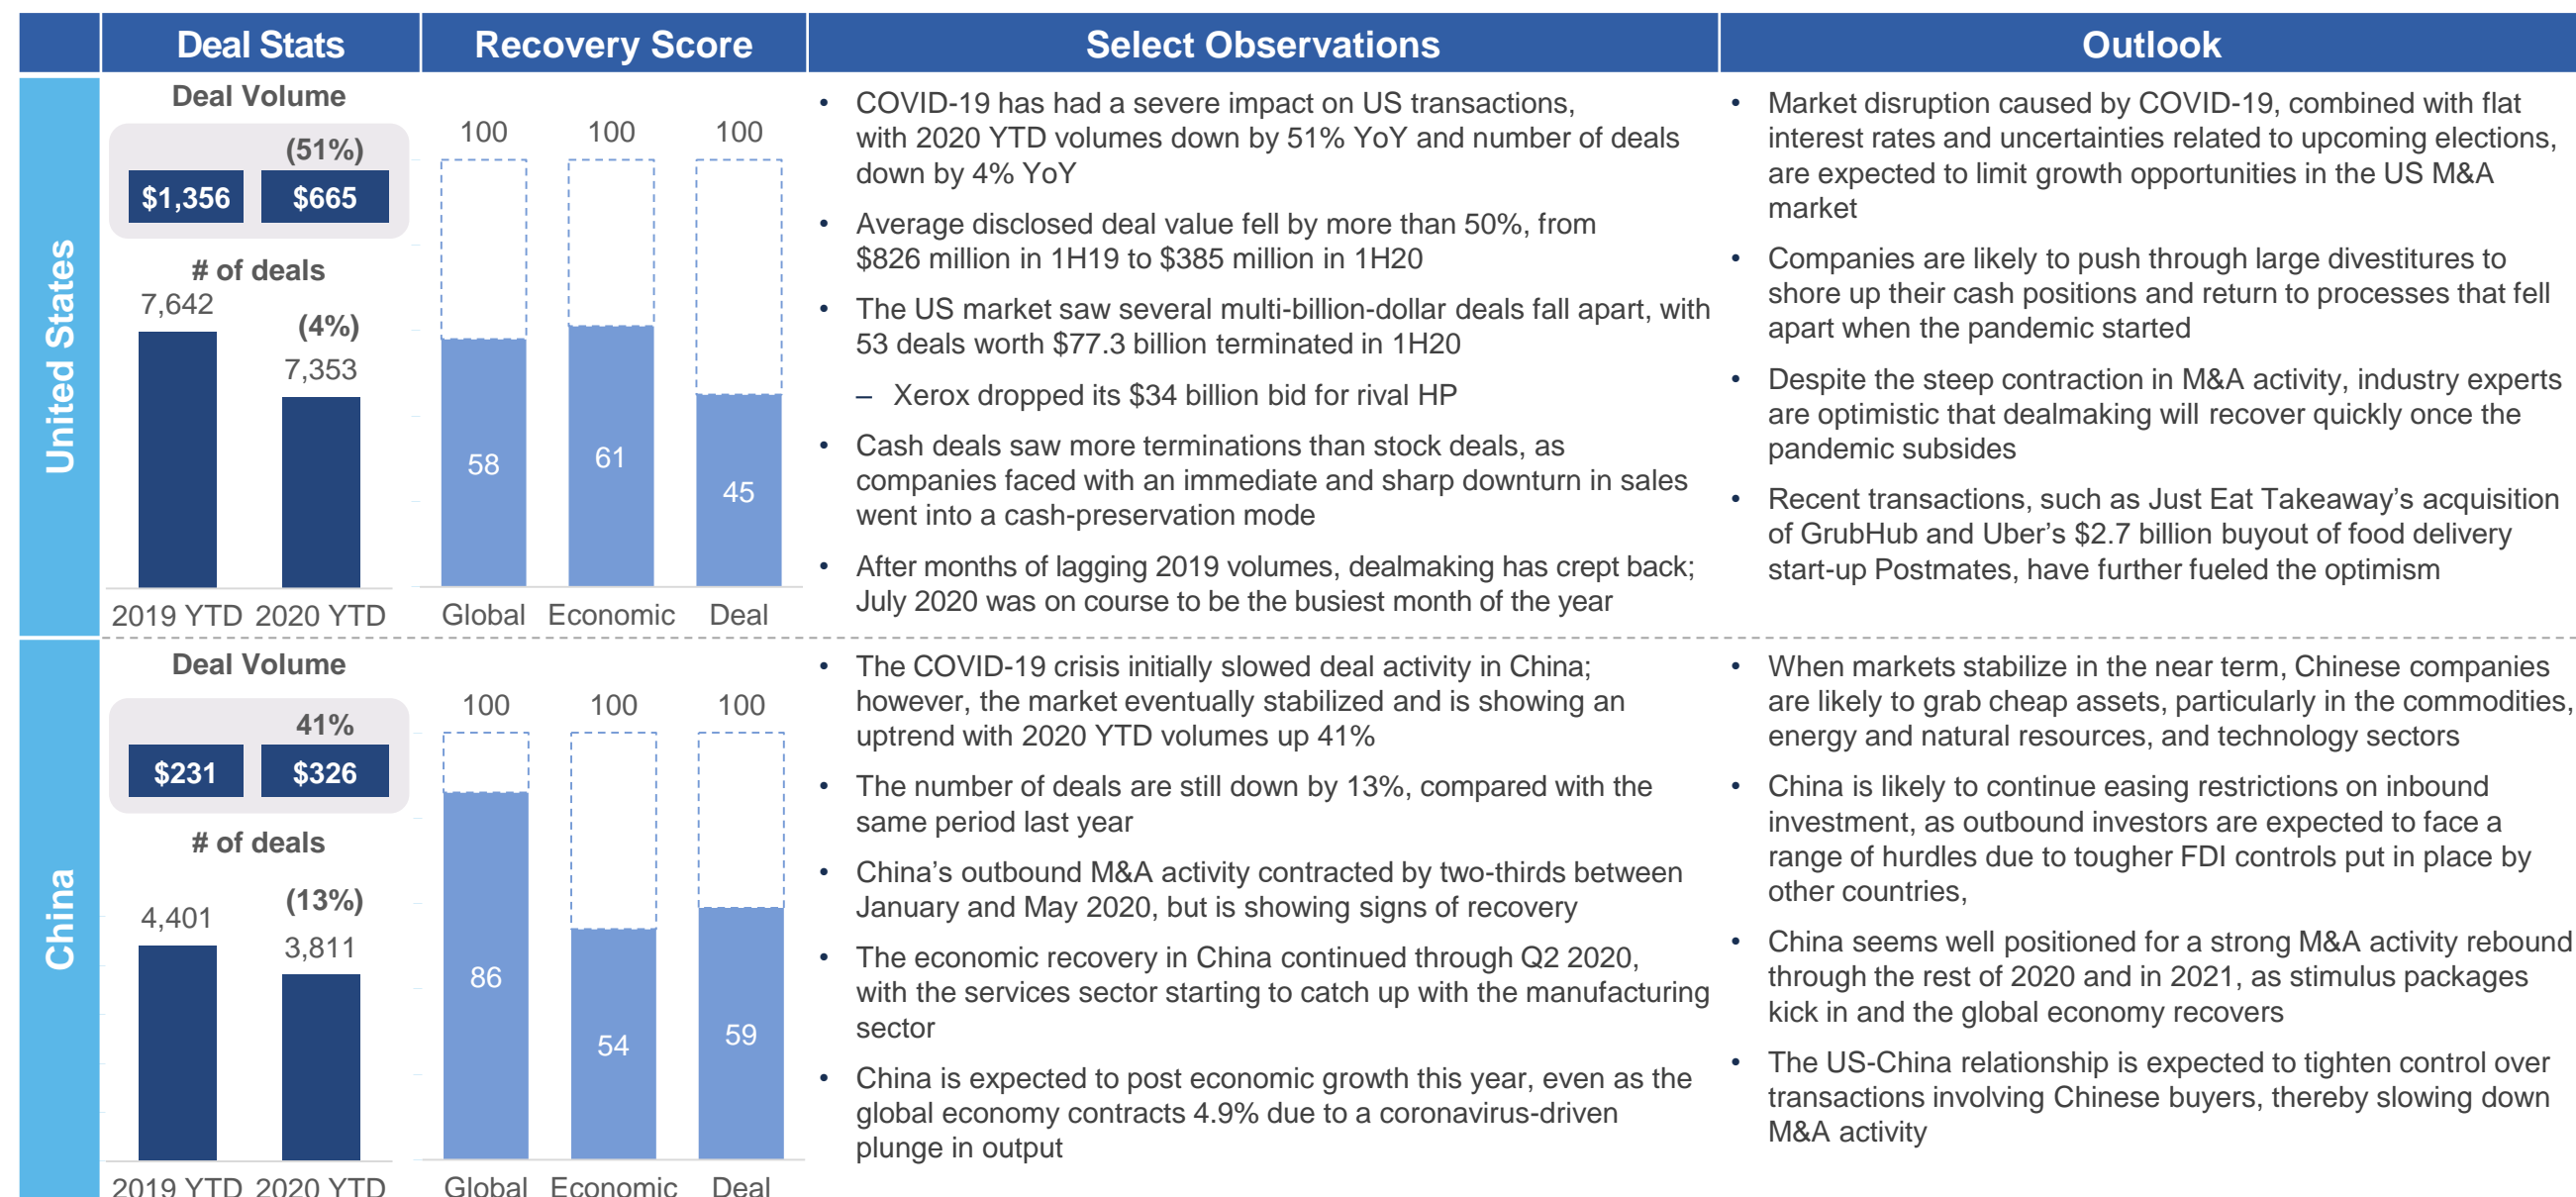 Deal Stats
Recovery Score
Select Observations
Outlook
United States
Deal Volume
(51%)
$1,356
$665
# of deals
7,642
(4%)
7,353
2019 YTD
2020 YTD
100
100
100
58
61
45
Global
Economic
Deal
• COVID-19 has had a severe impact on US transactions,
with 2020 YTD volumes down by 51% YoY and number of deals
down by 4% YoY
• Average disclosed deal value fell by more than 50%, from
$826 million in 1H19 to $385 million in 1H20
• The US market saw several multi-billion-dollar deals fall apart, with
53 deals worth $77.3 billion terminated in 1H20
– Xerox dropped its $34 billion bid for rival HP
• Cash deals saw more terminations than stock deals, as
companies faced with an immediate and sharp downturn in sales
went into a cash-preservation mode
• After months of lagging 2019 volumes, dealmaking has crept back;
July 2020 was on course to be the busiest month of the year
• Market disruption caused by COVID-19, combined with flat
interest rates and uncertainties related to upcoming elections,
are expected to limit growth opportunities in the US M&A
market
• Companies are likely to push through large divestitures to
shore up their cash positions and return to processes that fell
apart when the pandemic started
• Despite the steep contraction in M&A activity, industry experts
are optimistic that dealmaking will recover quickly once the
pandemic subsides
• Recent transactions, such as Just Eat Takeaway's acquisition
of GrubHub and Uber's $2.7 billion buyout of food delivery
start-up Postmates, have further fueled the optimism
China
Deal Volume
41%
$231
$326
# of deals
4,401
(13%)
3,811
2019 YTD
2020 YTD
100
100
100
86
54
59
Global
Economic
Deal
• The COVID-19 crisis initially slowed deal activity in China;
however, the market eventually stabilized and is showing an
uptrend with 2020 YTD volumes up 41%
• The number of deals are still down by 13%, compared with the
same period last year
• China's outbound M&A activity contracted by two-thirds between
January and May 2020, but is showing signs of recovery
• The economic recovery in China continued through Q2 2020,
with the services sector starting to catch up with the manufacturing
sector
• China is expected to post economic growth this year, even as the
global economy contracts 4.9% due to a coronavirus-driven
plunge in output
• When markets stabilize in the near term, Chinese companies
are likely to grab cheap assets, particularly in the commodities,
energy and natural resources, and technology sectors
• China is likely to continue easing restrictions on inbound
investment, as outbound investors are expected to face a
range of hurdles due to tougher FDI controls put in place by
other countries,
• China seems well positioned for a strong M&A activity rebound
through the rest of 2020 and in 2021, as stimulus packages
kick in and the global economy recovers
• The US-China relationship is expected to tighten control over
transactions involving Chinese buyers, thereby slowing down
M&A activity